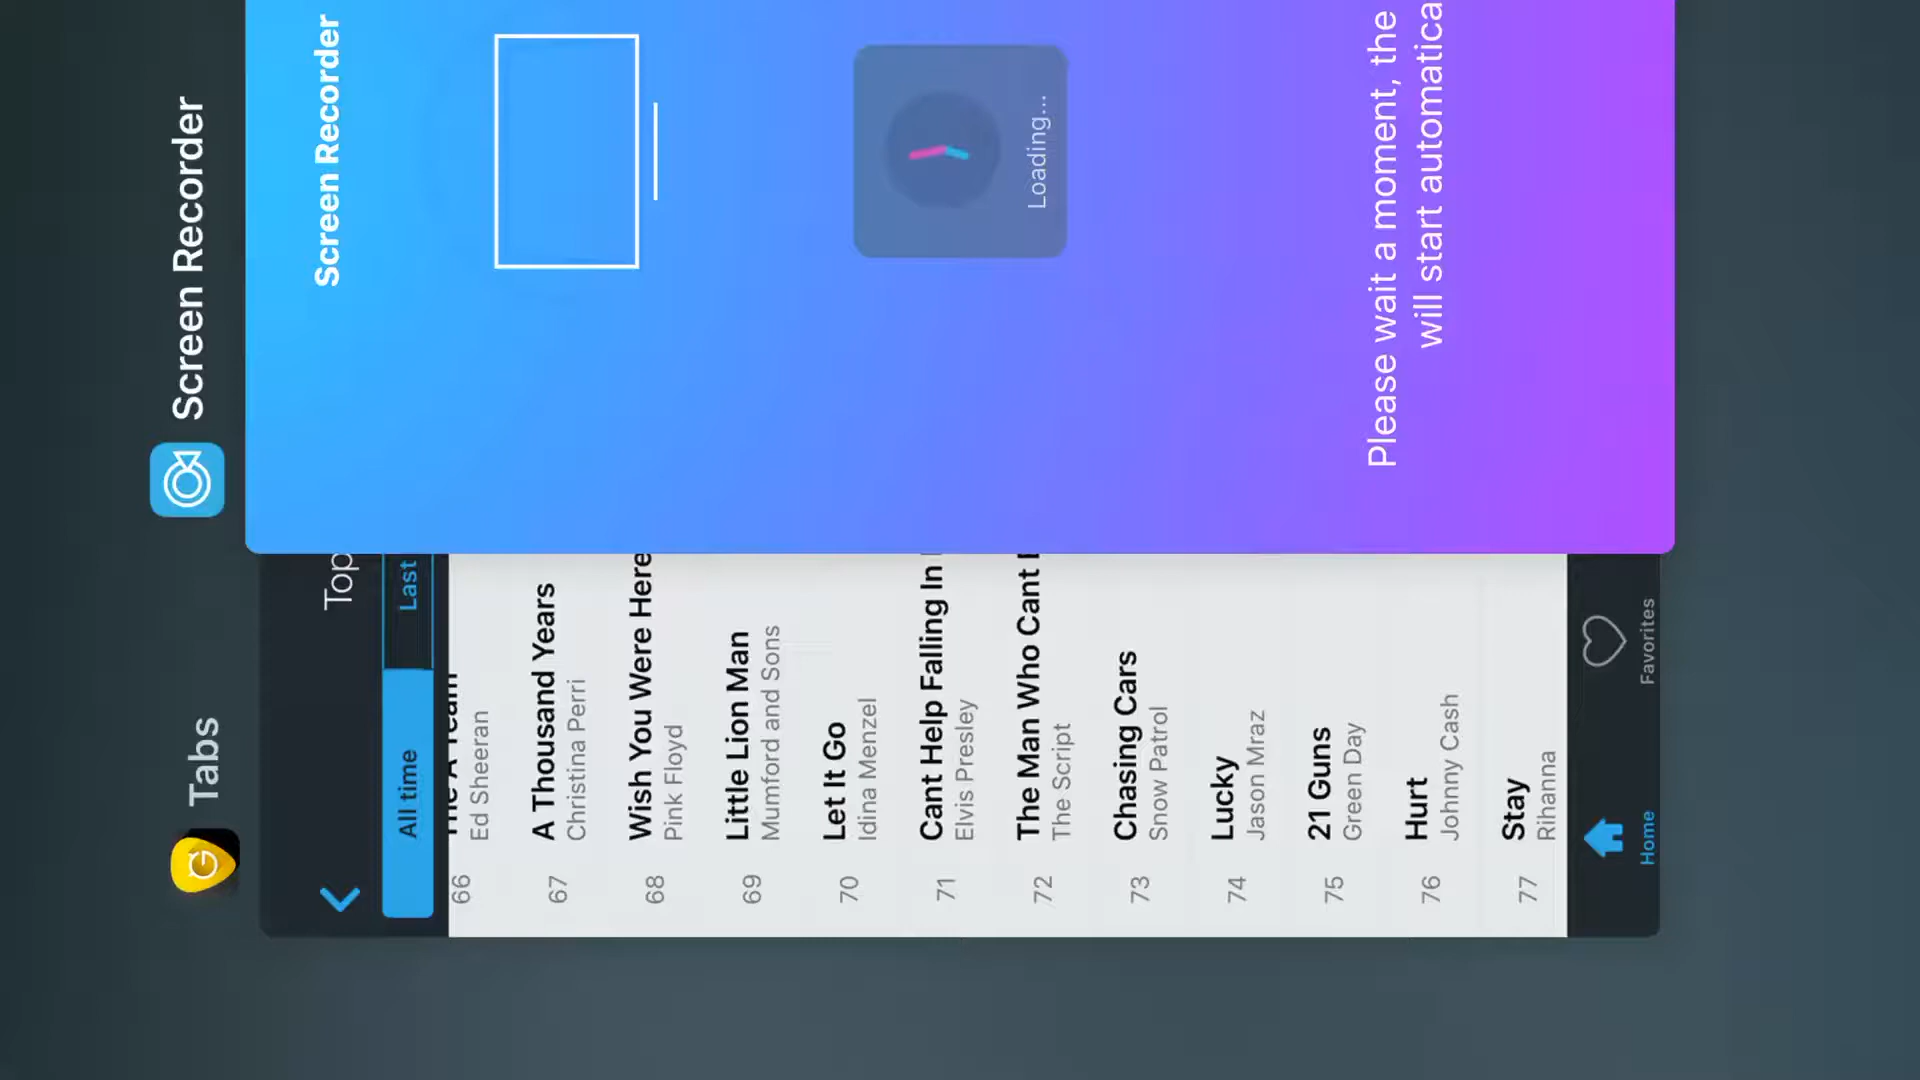 Tabs
Screen Recorder
Top
All time
Last
66
The A Team
Ed Sheeran
67
A Thousand Years
Christina Perri
68
Wish You Were Here
Pink Floyd
69
Little Lion Man
Mumford and Sons
70
Let It Go
Idina Menzel
71
Cant Help Falling In
Elvis Presley
72
The Man Who Cant
The Script
73
Chasing Cars
Snow Patrol
74
Lucky
Jason Mraz
75
21 Guns
Green Day
76
Hurt
Johnny Cash
77
Stay
Rihanna
Home
Favorites
Screen Recorder
Loading...
Please wait a moment, the
will start automatica